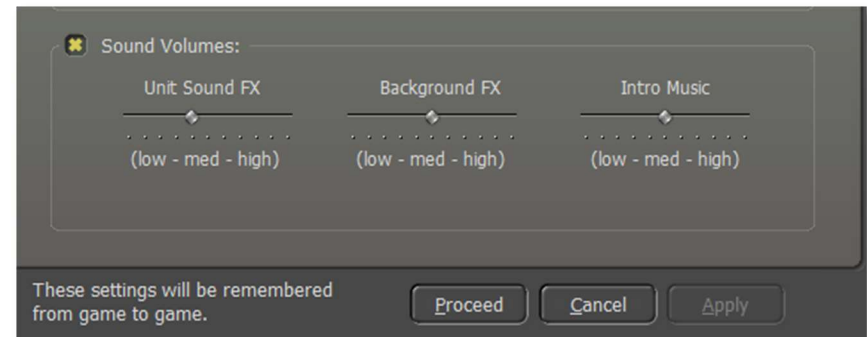 Sound Volumes:
Unit Sound FX
Background FX
Intro Music
(low - med - high)
(low - med - high)
(low - med - high)
These settings will be remembered
from game to game.
Proceed
Cancel
Apply